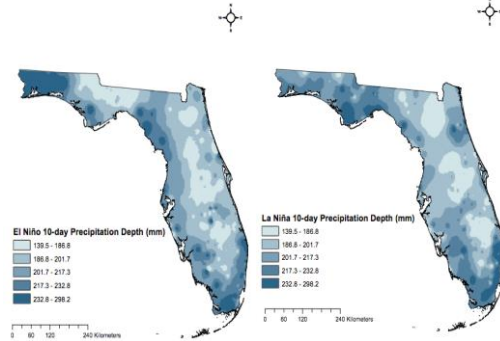 El Niño 10-day Precipitation Depth (mm)
139.5 - 186.8
186.8 - 201.7
201.7 - 217.3
217.3 - 232.8
232.8 - 298.2
0 60 120 240 Kilometers
La Niña 10-day Precipitation Depth (mm)
139.5 - 186.8
186.8 - 201.7
201.7 - 217.3
217.3 - 232.8
232.8 - 298.2
0 60 120 240 Kilometers